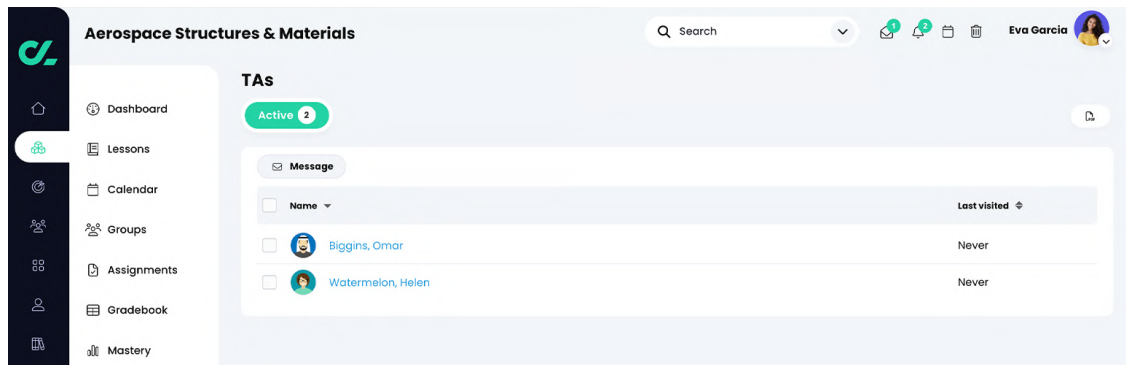 Aerospace Structures & Materials
Search
1
2
Eva Garcia
Dashboard
Lessons
Calendar
Groups
Assignments
Gradebook
Mastery
TAs
Active 2
Message
Name Last visited
Biggins, Omar Never
Watermelon, Helen Never